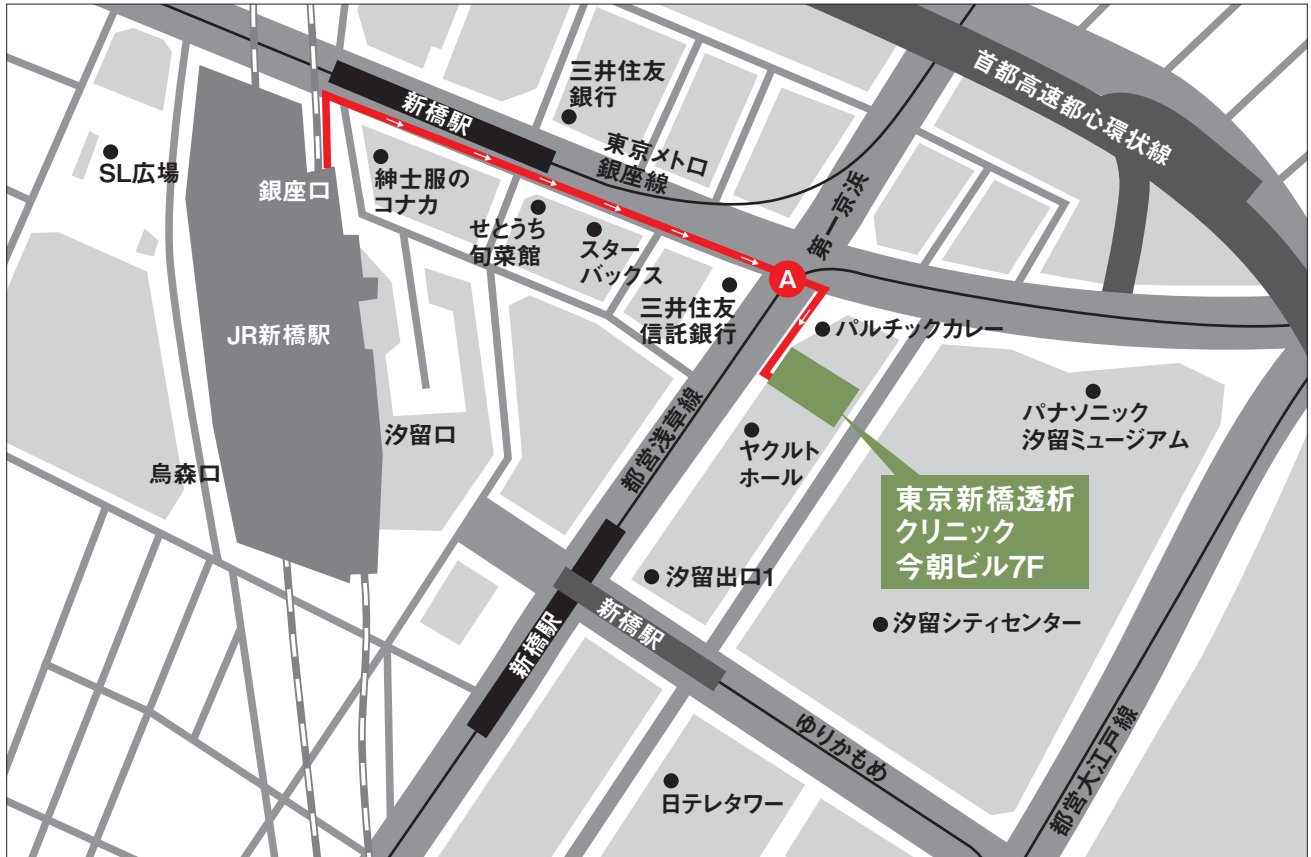 首都高速都心環状線
三井住友
銀行
新橋駅
東京メトロ
銀座線
SL広場
銀座口
紳士服の
コナカ
せとうち
旬菜館
スター
バックス
第一京浜
A
三井住友
信託銀行
パルチックカレー
JR新橋駅
パナソニック
汐留ミュージアム
汐留口
都営浅草線
ヤクルト
ホール
烏森口
東京新橋透析
クリニック
今朝ビル7F
汐留出口1
新橋駅
新橋駅
汐留シティセンター
ゆりかもめ
都営大江戸線
日テレタワー